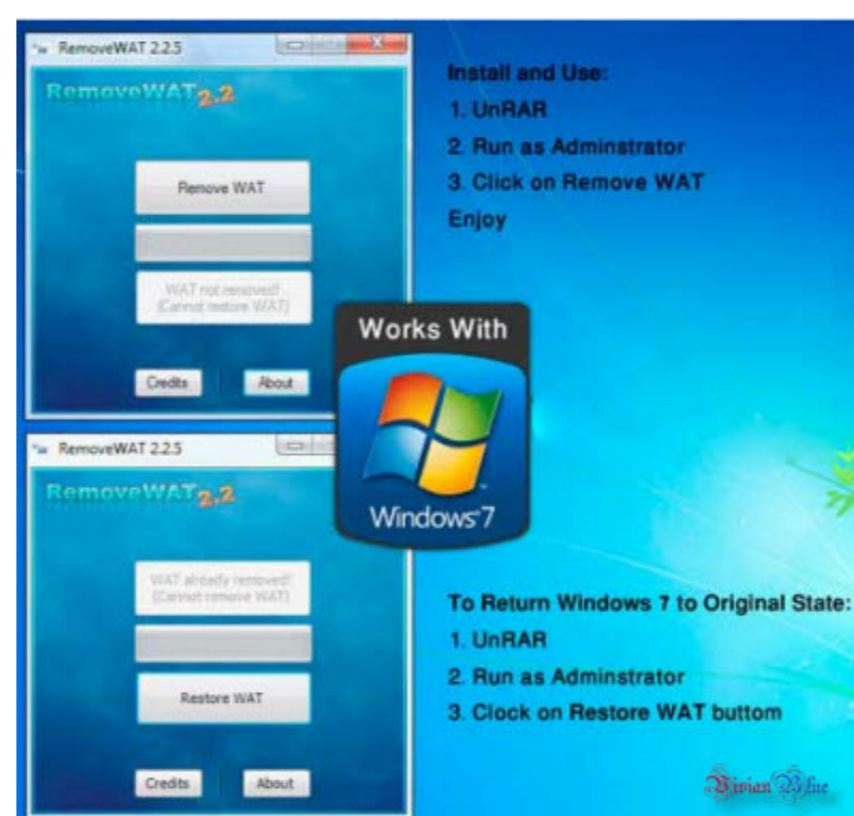 RemoveWAT 2.2.5
RemoveWAT 2.2
Remove WAT
WAT not removed!
(Cannot restore WAT)
Credits
About
Install and Use:
1. UnRAR
2. Run as Adminstrator
3. Click on Remove WAT
Enjoy
Works With
Windows 7
RemoveWAT 2.2.5
RemoveWAT 2.2
WAT already removed!
(Cannot remove WAT)
Restore WAT
Credits
About
To Return Windows 7 to Original State:
1. UnRAR
2. Run as Adminstrator
3. Clock on Restore WAT buttom
Vivian Blue